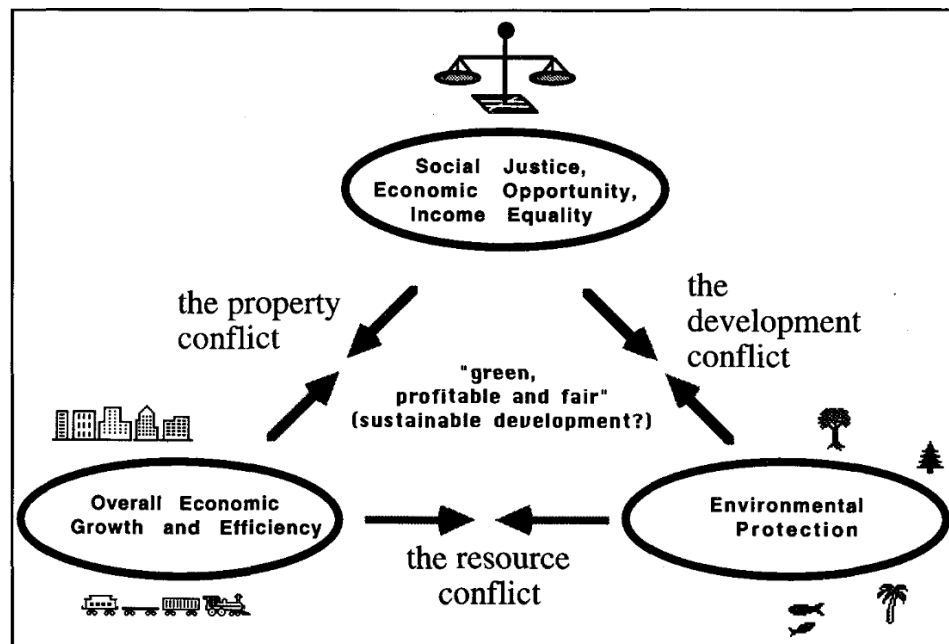 Social Justice,
Economic Opportunity,
Income Equality
the property
conflict
the
development
conflict
"green,
profitable and fair"
(sustainable development?)
Overall Economic
Growth and Efficiency
Environmental
Protection
the resource
conflict